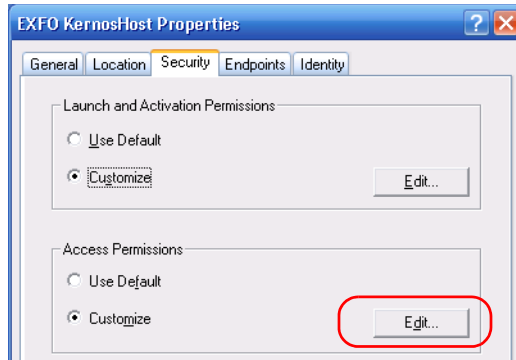 EXFO KernosHost Properties
General Location Security Endpoints Identity
Launch and Activation Permissions
Use Default
Customize
Edit...
Access Permissions
Use Default
Customize
Edit...